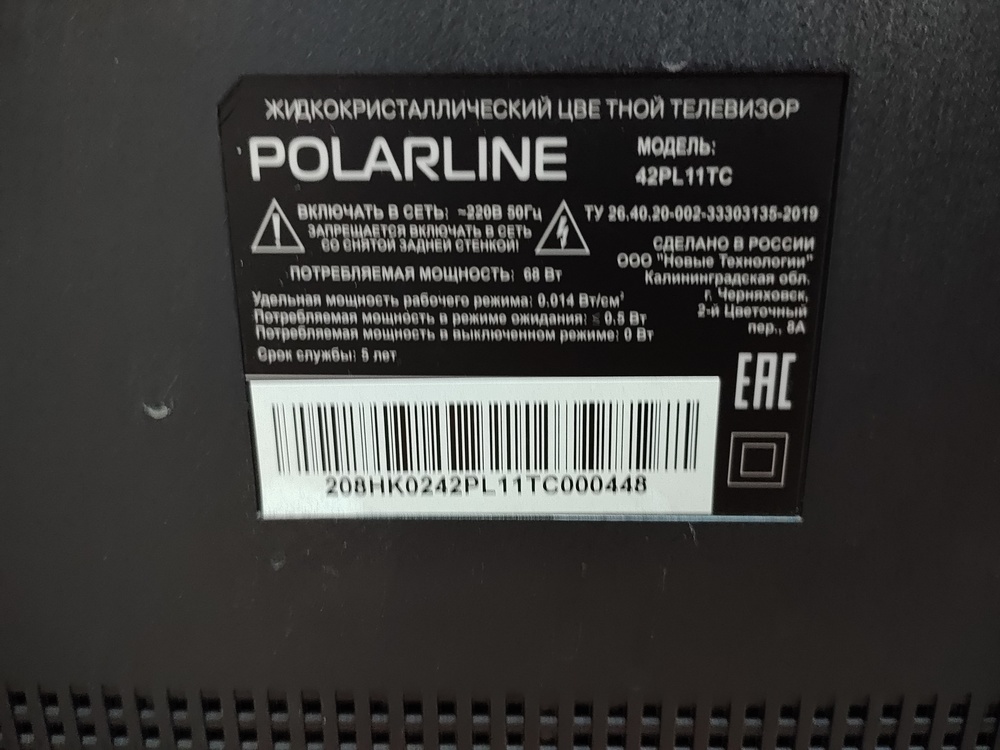 ЖИДКОКРИСТАЛЛИЧЕСКИЙ ЦВЕ ТНОЙ ТЕЛЕВИЗОР
POLARLINE
МОДЕЛЬ:
42PL11TC
ВКЛЮЧАТЬ В СЕТЬ: ≈220В 50Гц
ЗАПРЕЩАЕТСЯ ВКЛЮЧАТЬ В СЕТЬ
СО СНЯТОЙ ЗАДНЕЙ СТЕНКОЙ!
ПОТРЕБЛЯЕМАЯ МОЩНОСТЬ: 68 Вт
Удельная мощность рабочего режима: 0.014 Вт/см²
Потребляемая мощность в режиме ожидания: ≤ 0.5 Вт
Потребляемая мощность в выключенном режиме: 0 Вт
Срок службы: 5 лет
ТУ 26.40.20-002-33303135-2019
СДЕЛАНО В РОССИИ
ООО "Новые Технологии"
Калининградская обл.
г. Черняховск,
2-й Цветочный
пер., 8А
EAC
208HK0242PL11TC000448